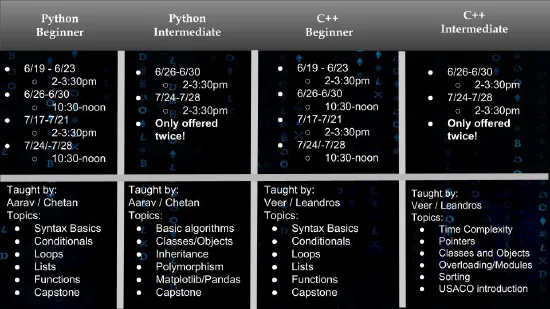 Python
Beginner
Python
Intermediate
C++
Beginner
C++
Intermediate
● 6/19 - 6/23
○ 2-3:30pm
● 6/26-6/30
○ 10:30-noon
● 7/17-7/21
○ 2-3:30pm
● 7/24/-7/28
○ 10:30-noon
● 6/26-6/30
○ 2-3:30pm
● 7/24-7/28
○ 2-3:30pm
● Only offered
twice!
● 6/19 - 6/23
○ 2-3:30pm
● 6/26-6/30
○ 10:30-noon
● 7/17-7/21
○ 2-3:30pm
● 7/24/-7/28
○ 10:30-noon
● 6/26-6/30
○ 2-3:30pm
● 7/24-7/28
○ 2-3:30pm
● Only offered
twice!
Taught by:
Aarav / Chetan
Topics:
● Syntax Basics
● Conditionals
● Loops
● Lists
● Functions
● Capstone
Taught by:
Aarav / Chetan
Topics:
● Basic algorithms
● Classes/Objects
● Inheritance
● Polymorphism
● Matplotlib/Pandas
● Capstone
Taught by:
Veer / Leandros
Topics:
● Syntax Basics
● Conditionals
● Loops
● Lists
● Functions
● Capstone
Taught by:
Veer / Leandros
Topics:
● Time Complexity
● Pointers
● Classes and Objects
● Overloading/Modules
● Sorting
● USACO introduction